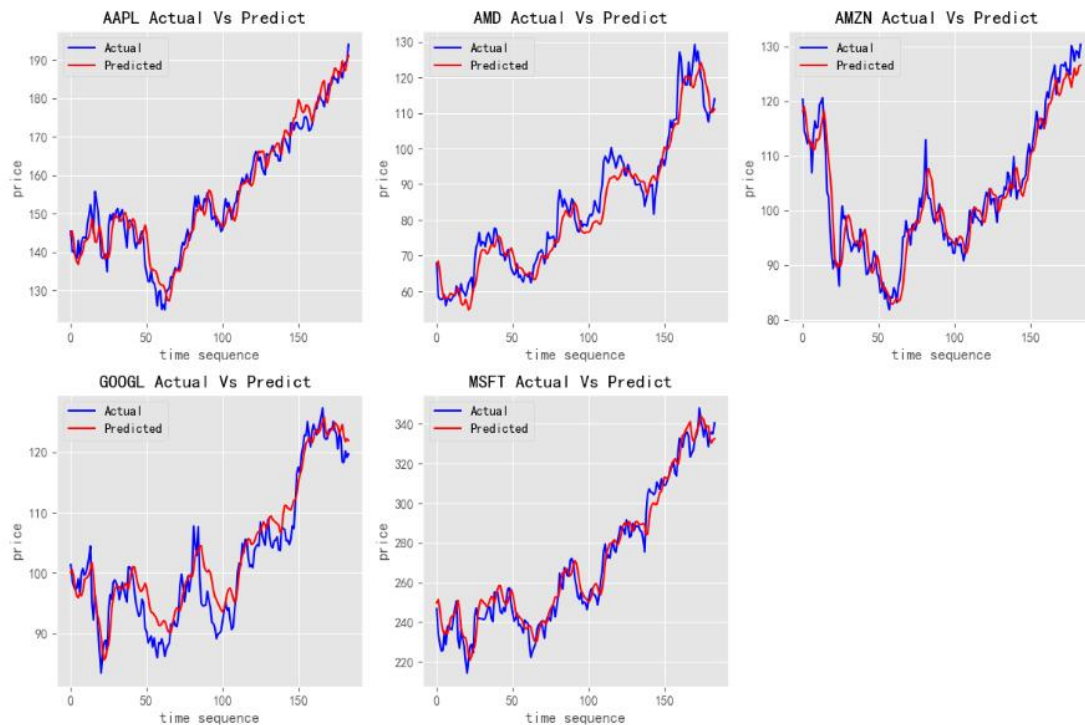 AAPL Actual Vs Predict
Actual
Predicted
190
180
170
160
150
140
130
price
0
50
100
150
time sequence
AMD Actual Vs Predict
Actual
Predicted
130
120
110
100
90
80
70
60
price
0
50
100
150
time sequence
AMZN Actual Vs Predict
Actual
Predicted
130
120
110
100
90
80
price
0
50
100
150
time sequence
GOOGL Actual Vs Predict
Actual
Predicted
120
110
100
90
price
0
50
100
150
time sequence
MSFT Actual Vs Predict
Actual
Predicted
340
320
300
280
260
240
220
price
0
50
100
150
time sequence